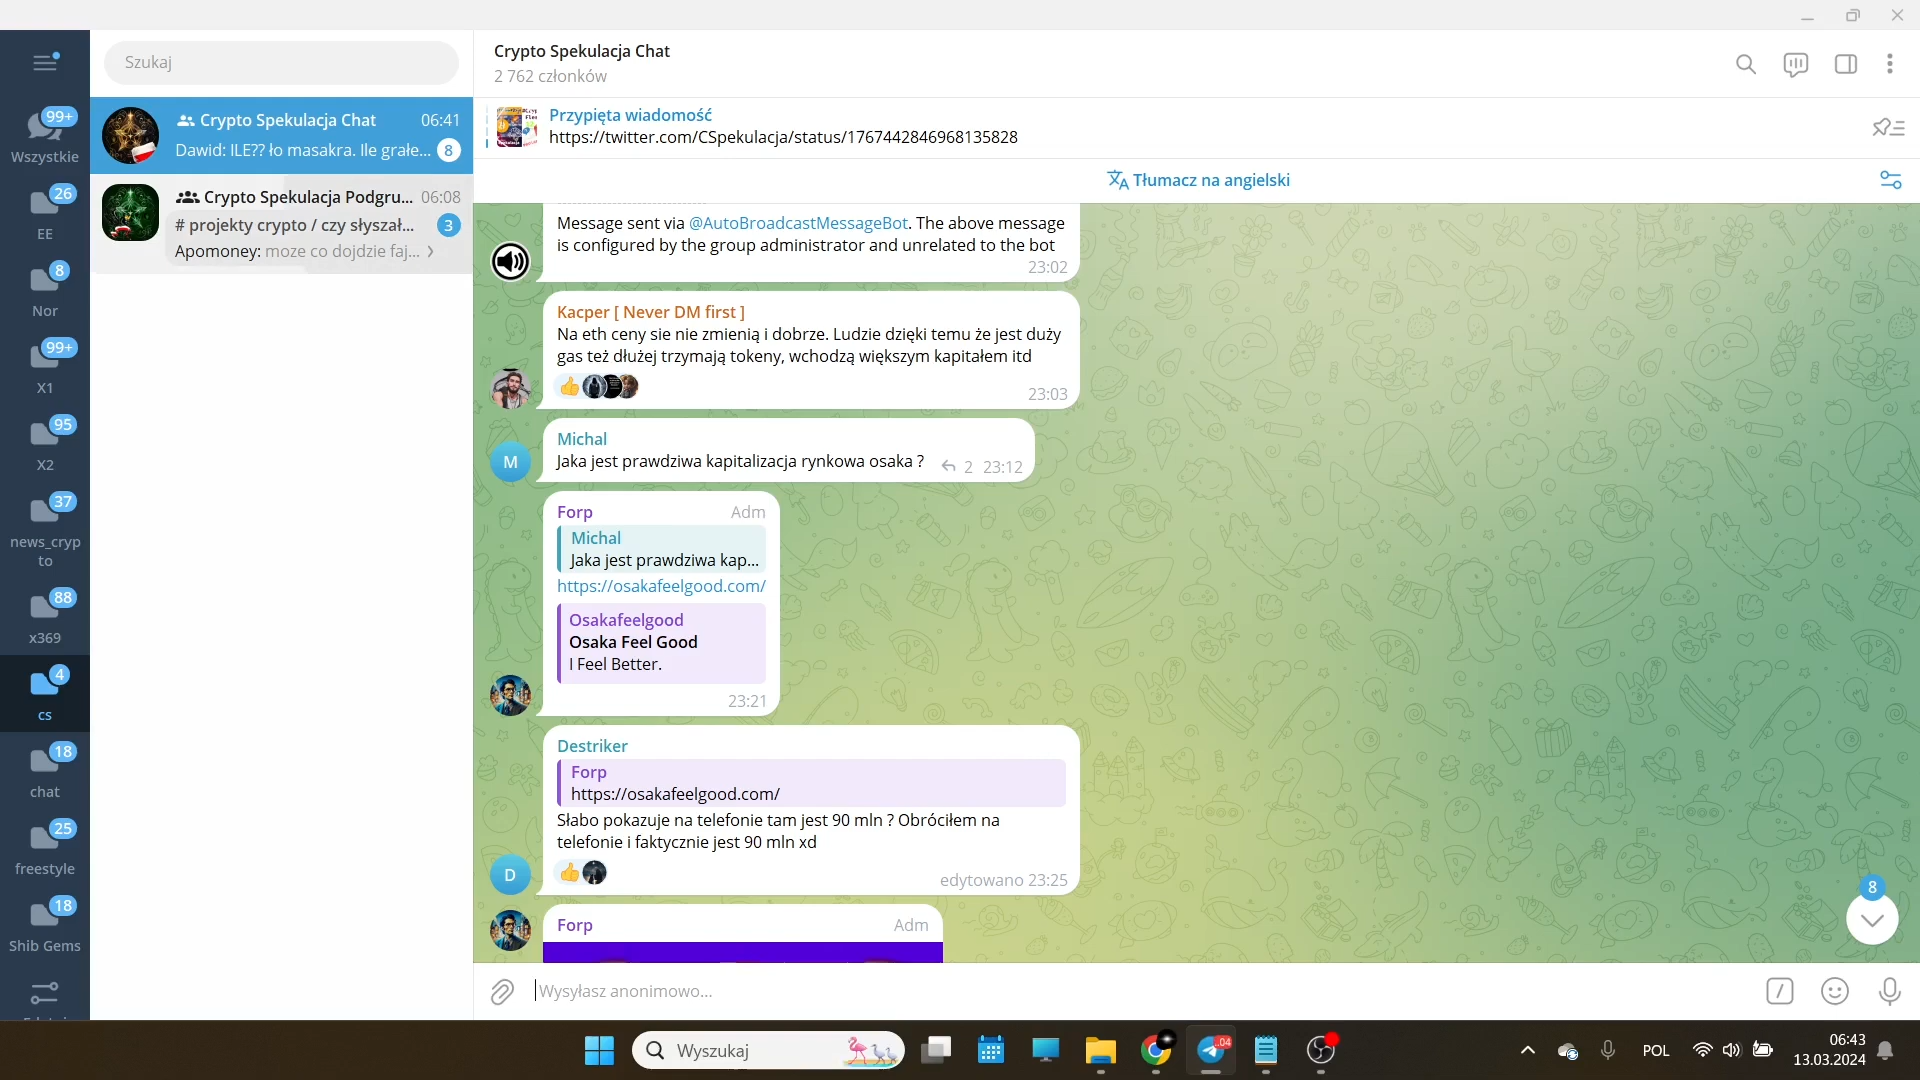 Szukaj
99+
Wszystkie
26
EE
8
Nor
99+
X1
95
X2
37
news_cryp
to
88
x369
4
cs
18
chat
25
freestyle
18
Shib Gems
Crypto Spekulacja Chat 06:41
Dawid: ILE?? ło masakra. Ile grałe... 8
Crypto Spekulacja Podgru... 06:08
# projekty crypto / czy słyszał... 3
Apomoney: moze co dojdzie faj...
Crypto Spekulacja Chat
2 762 członków
Przypięta wiadomość
https://twitter.com/CSpekulacja/status/1767442846968135828
Tłumacz na angielski
Message sent via @AutoBroadcastMessageBot. The above message
is configured by the group administrator and unrelated to the bot
23:02
Kacper [ Never DM first ]
Na eth ceny sie nie zmienią i dobrze. Ludzie dzięki temu że jest duży
gas też dłużej trzymają tokeny, wchodzą większym kapitałem itd
23:03
Michal
M
Jaka jest prawdziwa kapitalizacja rynkowa osaka ? 2 23:12
Forp Adm
Michal
Jaka jest prawdziwa kap...
https://osakafeelgood.com/
Osakafeelgood
Osaka Feel Good
I Feel Better.
23:21
Destriker
Forp
https://osakafeelgood.com/
Słabo pokazuje na telefonie tam jest 90 mln ? Obróciłem na
telefonie i faktycznie jest 90 mln xd
D
edytowano 23:25
8
Forp Adm
Wysyłasz anonimowo...
Wyszukaj
.04
POL
06:43
13.03.2024